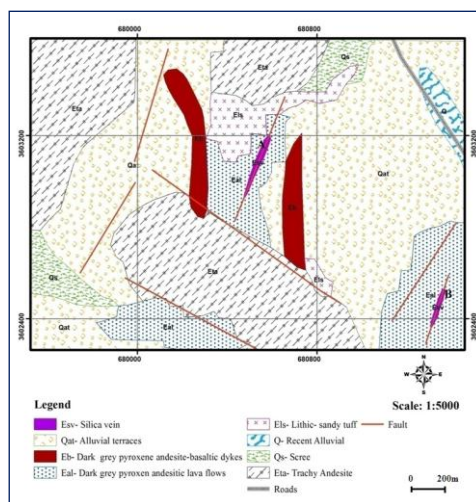 680000 680800
Eta
Eta
Qs
Els
Q
3603200
3603200
A
Qat
Eat
Eb
Eta
Els
Qs
B
Eal
3602400
3602400
Qat
Eal
680000 680800
N
W E
S
Legend
Scale: 1:5000
Esv- Silica vein
Qat- Alluvial terraces
Eb- Dark grey pyroxene andesite-basaltic dykes
Eal- Dark grey pyroxen andesitic lava flows
Els- Lithic- sandy tuff
Q- Recent Alluvial
Qs- Scree
Eta- Trachy Andesite
Roads
Fault
0 200m